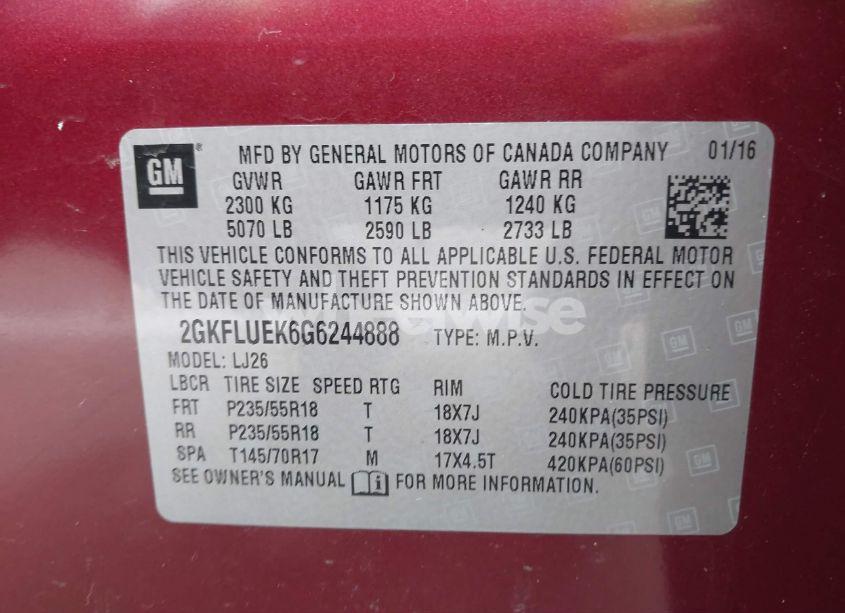 GM ® MFD BY GENERAL MOTORS OF CANADA COMPANY 01/16
GVWR GAWR FRT GAWR RR
2300 KG 1175 KG 1240 KG
5070 LB 2590 LB 2733 LB
THIS VEHICLE CONFORMS TO ALL APPLICABLE U.S. FEDERAL MOTOR
VEHICLE SAFETY AND THEFT PREVENTION STANDARDS IN EFFECT ON
THE DATE OF MANUFACTURE SHOWN ABOVE.
2GKFLUEK6G6244888 TYPE: M.P.V.
MODEL: LJ26
LBCR TIRE SIZE SPEED RTG RIM COLD TIRE PRESSURE
FRT P235/55R18 T 18X7J 240KPA(35PSI)
RR P235/55R18 T 18X7J 240KPA(35PSI)
SPA T145/70R17 M 17X4.5T 420KPA(60PSI)
SEE OWNER'S MANUAL FOR MORE INFORMATION.
GM